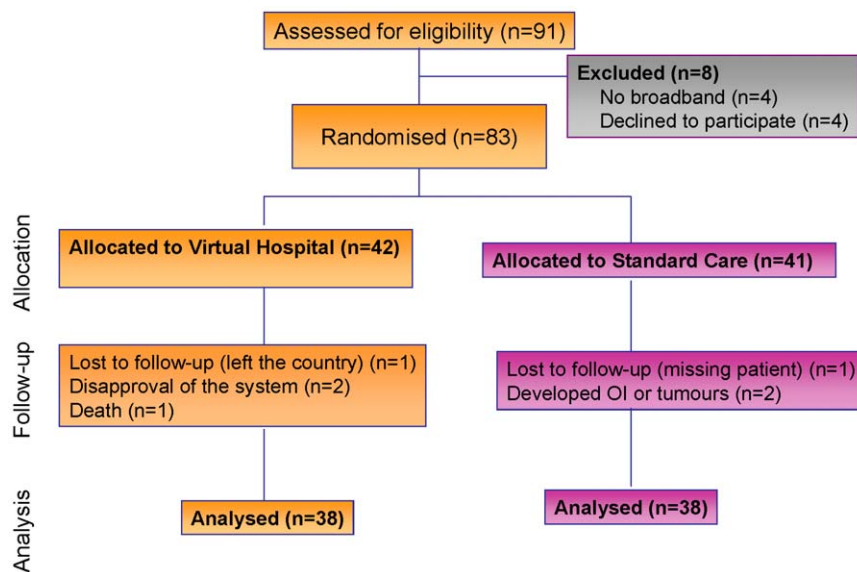 Assessed for eligibility (n=91)
Excluded (n=8)
No broadband (n=4)
Declined to participate (n=4)
Randomised (n=83)
Allocation
Allocated to Virtual Hospital (n=42)
Allocated to Standard Care (n=41)
Follow-up
Lost to follow-up (left the country) (n=1)
Disapproval of the system (n=2)
Death (n=1)
Lost to follow-up (missing patient) (n=1)
Developed OI or tumours (n=2)
Analysis
Analysed (n=38)
Analysed (n=38)